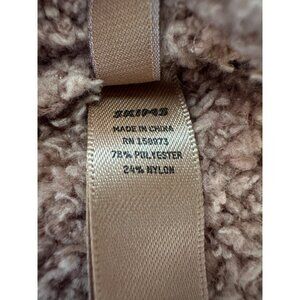 SKIMS
MADE IN CHINA
RN 158973
76% POLYESTER
24% NYLON